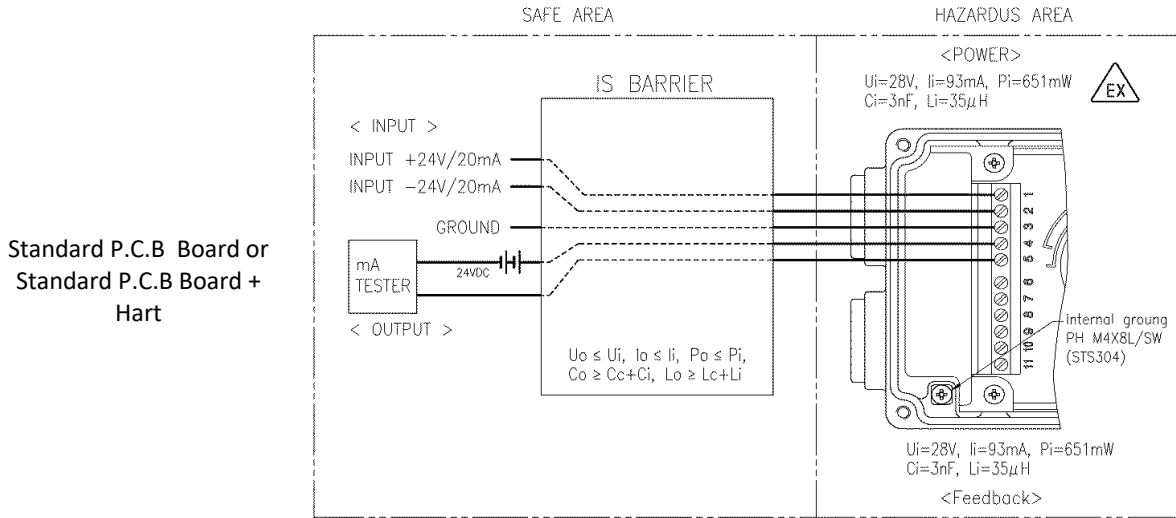 SAFE AREA
HAZARDUS AREA
<POWER>
Ui=28V, Ii=93mA, Pi=651mW
Ci=3nF, Li=35μH
EX
IS BARRIER
< INPUT >
INPUT +24V/20mA
INPUT -24V/20mA
GROUND
mA
TESTER
24VDC
< OUTPUT >
Uo ≤ Ui, Io ≤ Ii, Po ≤ Pi,
Co ≥ Cc+Ci, Lo ≥ Lc+Li
Standard P.C.B Board or
Standard P.C.B Board +
Hart
1
2
3
4
5
6
7
8
9
10
11
Internal groung
PH M4X8L/SW
(STS304)
Ui=28V, Ii=93mA, Pi=651mW
Ci=3nF, Li=35μH
<Feedback>